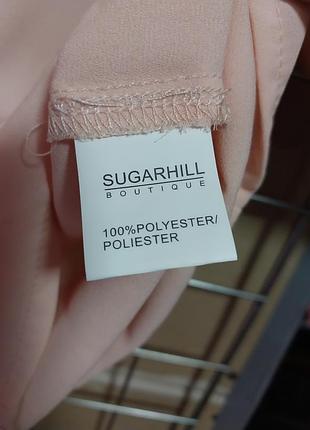 SUGARHILL
BOUTIQUE
100%POLYESTER/
POLIESTER